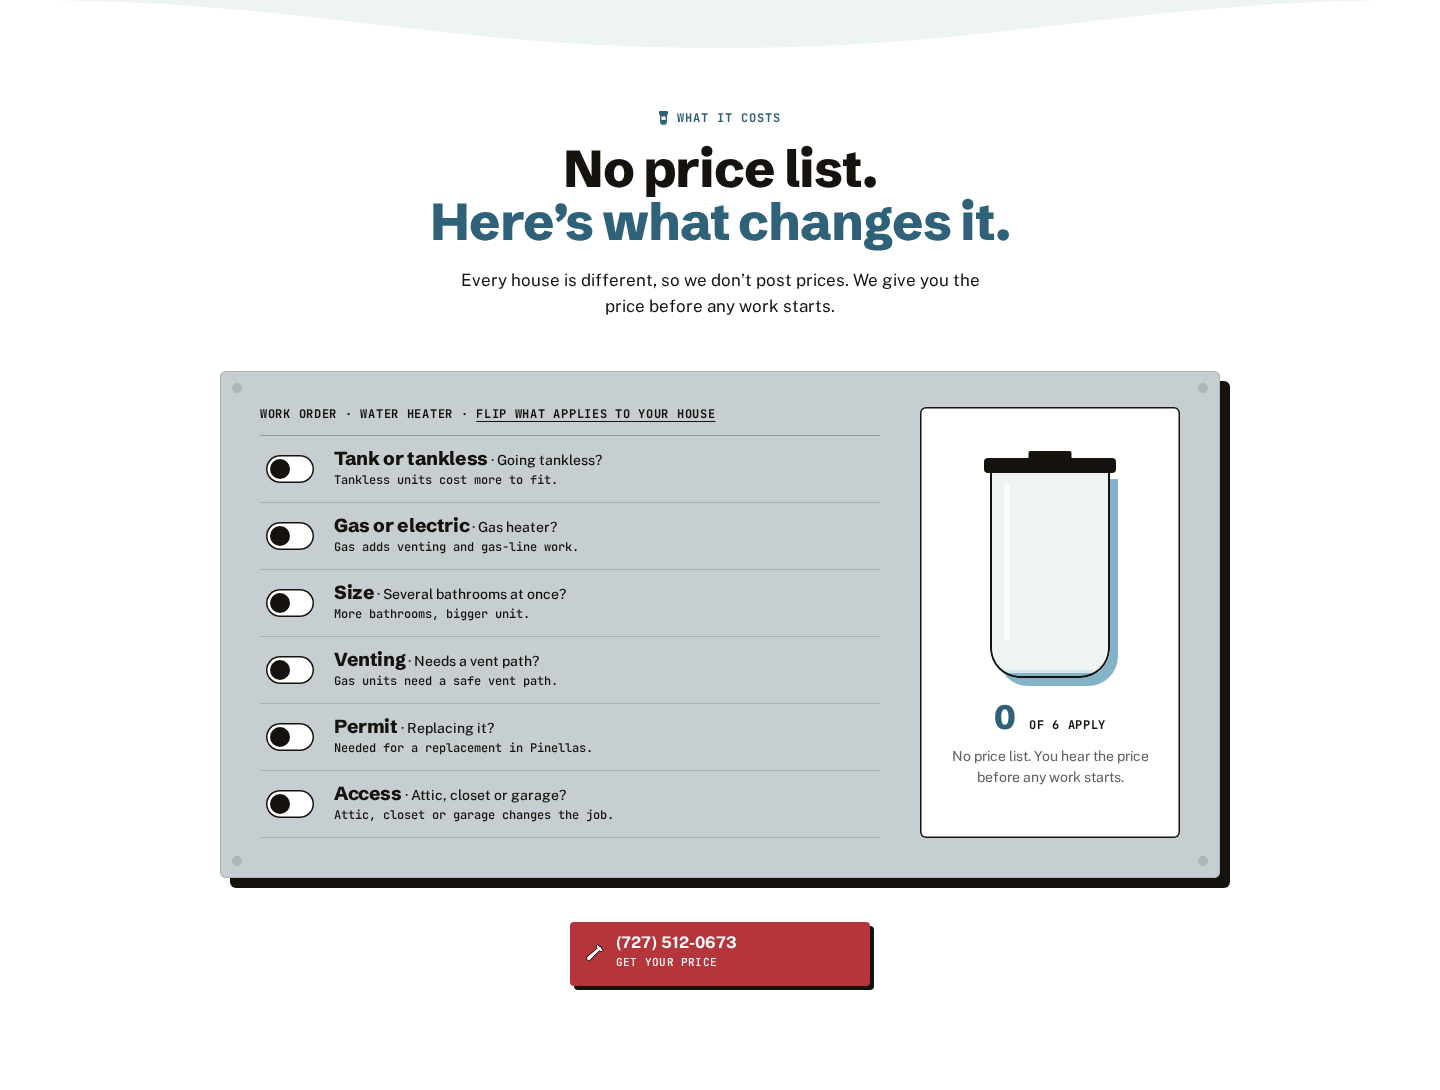 WHAT IT COSTS
No price list.
Here’s what changes it.
Every house is different, so we don’t post prices. We give you the
price before any work starts.
WORK ORDER · WATER HEATER · FLIP WHAT APPLIES TO YOUR HOUSE
Tank or tankless · Going tankless?
Tankless units cost more to fit.
Gas or electric · Gas heater?
Gas adds venting and gas-line work.
Size · Several bathrooms at once?
More bathrooms, bigger unit.
Venting · Needs a vent path?
Gas units need a safe vent path.
Permit · Replacing it?
Needed for a replacement in Pinellas.
Access · Attic, closet or garage?
Attic, closet or garage changes the job.
0 OF 6 APPLY
No price list. You hear the price
before any work starts.
(727) 512-0673
GET YOUR PRICE